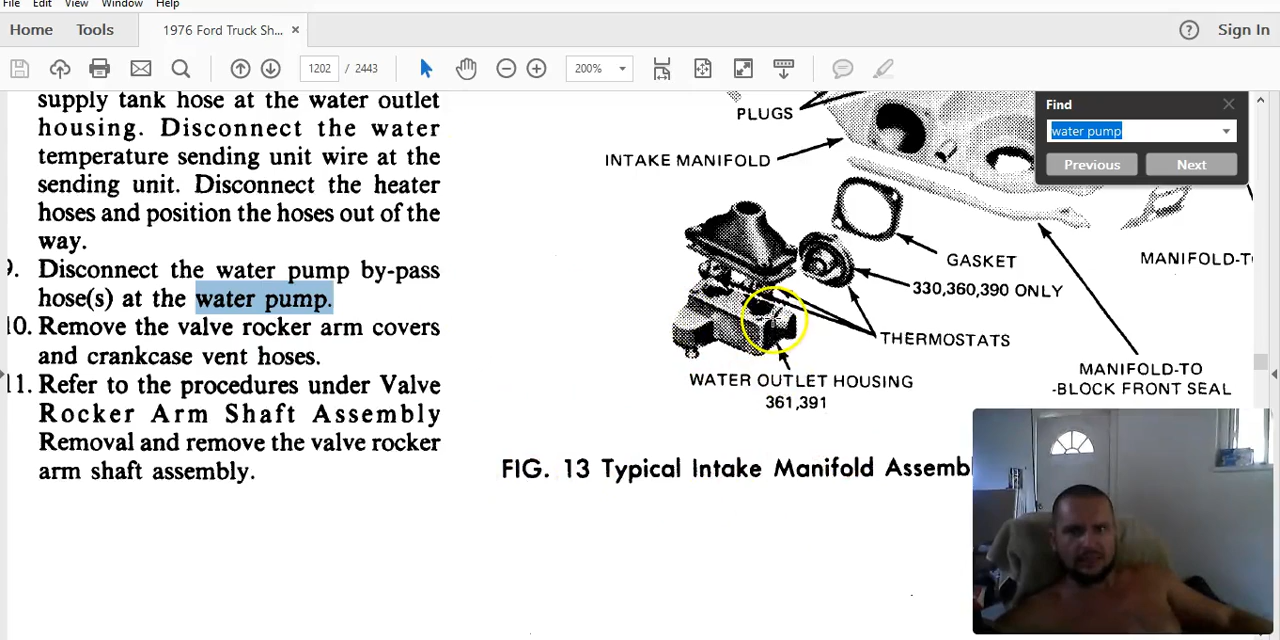 File Edit View Window Help
Home Tools 1976 Ford Truck Sh... × Sign In
1202 / 2443 200%
supply tank hose at the water outlet
housing. Disconnect the water
temperature sending unit wire at the
sending unit. Disconnect the heater
hoses and position the hoses out of the
way.
9. Disconnect the water pump by-pass
hose(s) at the water pump.
10. Remove the valve rocker arm covers
and crankcase vent hoses.
11. Refer to the procedures under Valve
Rocker Arm Shaft Assembly
Removal and remove the valve rocker
arm shaft assembly.
PLUGS
INTAKE MANIFOLD
GASKET
330,360,390 ONLY
THERMOSTATS
WATER OUTLET HOUSING
361,391
MANIFOLD-T
MANIFOLD-TO
-BLOCK FRONT SEAL
FIG. 13 Typical Intake Manifold Assembl
Find
water pump
Previous Next